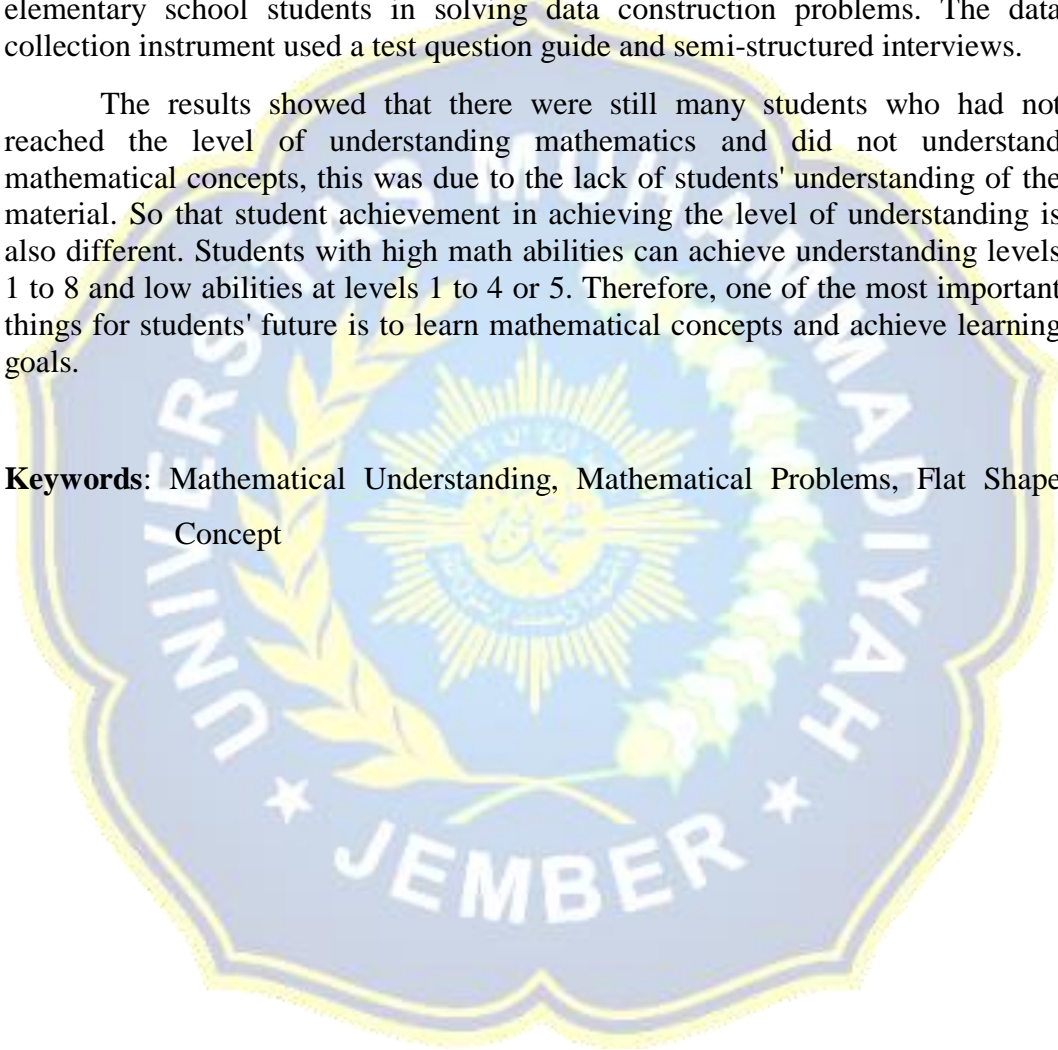 elementary school students in solving data construction problems. The data
collection instrument used a test question guide and semi-structured interviews.
The results showed that there were still many students who had not
reached the level of understanding mathematics and did not understand
mathematical concepts, this was due to the lack of students' understanding of the
material. So that student achievement in achieving the level of understanding is
also different. Students with high math abilities can achieve understanding levels
1 to 8 and low abilities at levels 1 to 4 or 5. Therefore, one of the most important
things for students' future is to learn mathematical concepts and achieve learning
goals.
Keywords: Mathematical Understanding, Mathematical Problems, Flat Shape
Concept
UNIVERSITAS MUHAMMADIYAH
JEMBER